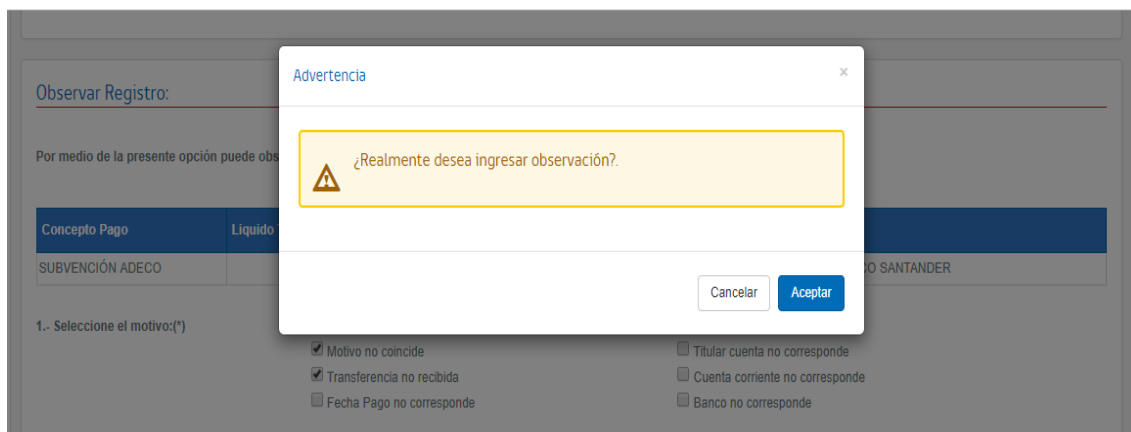 Advertencia ×
Observar Registro:
Por medio de la presente opción puede obs
¿Realmente desea ingresar observación?.
Concepto Pago Líquido
SUBVENCIÓN ADECO O SANTANDER
Cancelar Aceptar
1.- Seleccione el motivo:(*)
Motivo no coincide Titular cuenta no corresponde
Transferencia no recibida Cuenta corriente no corresponde
Fecha Pago no corresponde Banco no corresponde